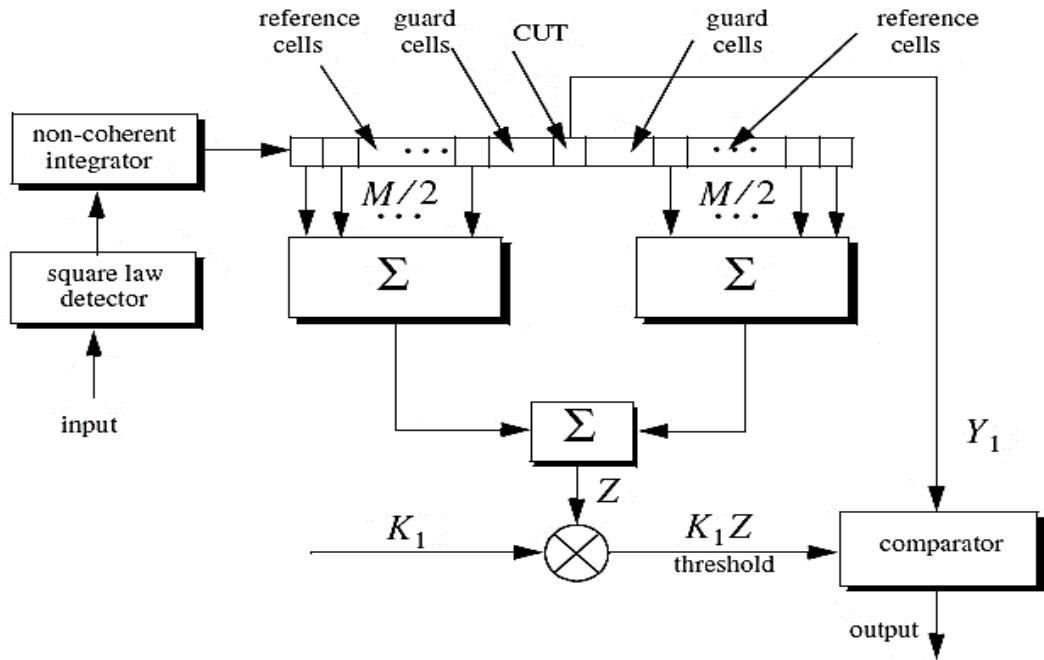 reference
cells
guard
cells
CUT
guard
cells
reference
cells
non-coherent
integrator
• • •
• • •
M/2
• • •
M/2
• • •
square law
detector
Σ
Σ
input
Σ
Y₁
Z
K₁
K₁Z
threshold
comparator
output